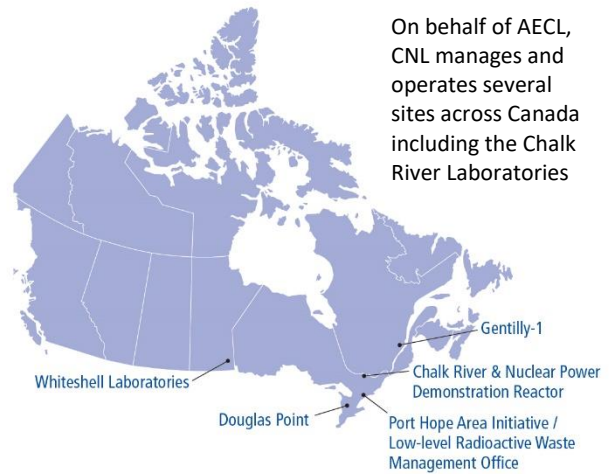 On behalf of AECL,
CNL manages and
operates several
sites across Canada
including the Chalk
River Laboratories
Gentilly-1
Chalk River & Nuclear Power
Demonstration Reactor
Whiteshell Laboratories
Douglas Point
Port Hope Area Initiative /
Low-level Radioactive Waste
Management Office